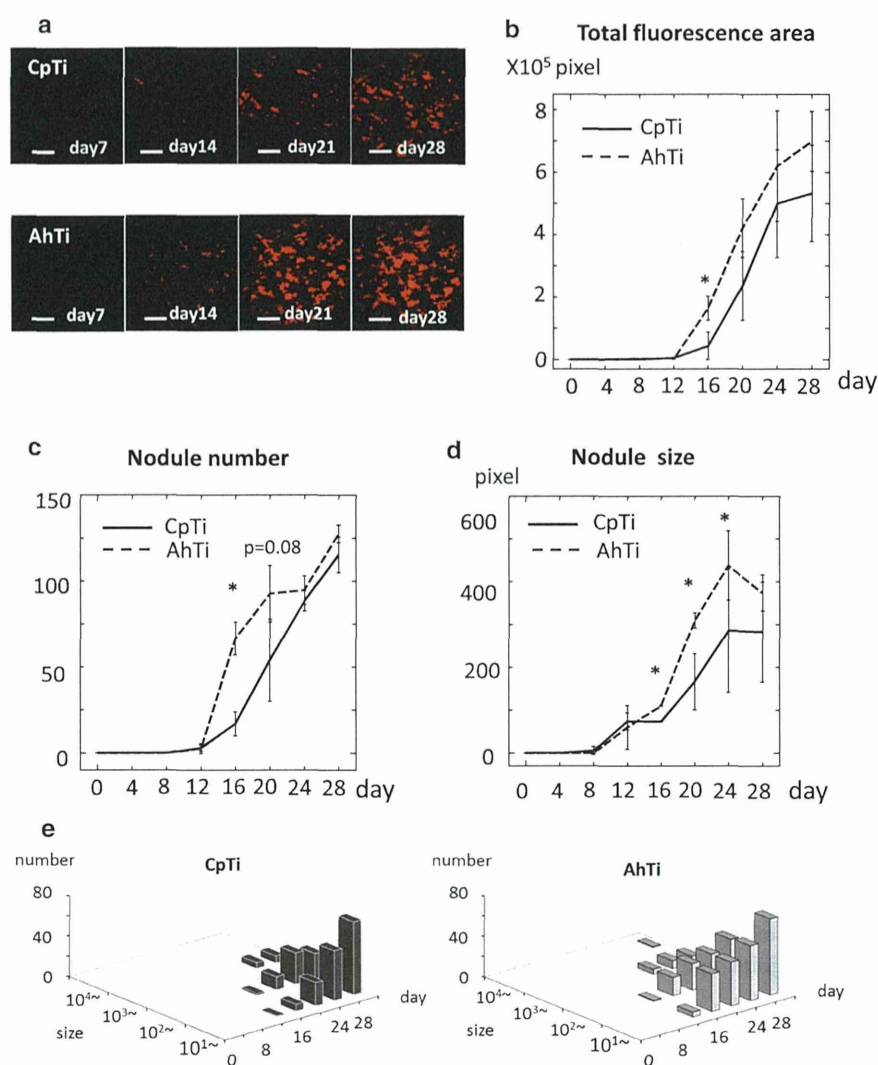 a
CpTi
day7 day14 day21 day28
AhTi
day7 day14 day21 day28
b Total fluorescence area
X10⁵ pixel
CpTi
AhTi
*
8
6
4
2
0
0 4 8 12 16 20 24 28 day
c Nodule number
150
100
50
0
CpTi
AhTi
p=0.08
*
0 4 8 12 16 20 24 28 day
d Nodule size
pixel
600
400
200
0
CpTi
AhTi
*
*
*
0 4 8 12 16 20 24 28 day
e
number
CpTi
80
40
0
10⁴~
10³~
10²~
10¹~
size
0 8 16 24 28
day
number
AhTi
80
40
0
10⁴~
10³~
10²~
10¹~
size
0 8 16 24 28
day